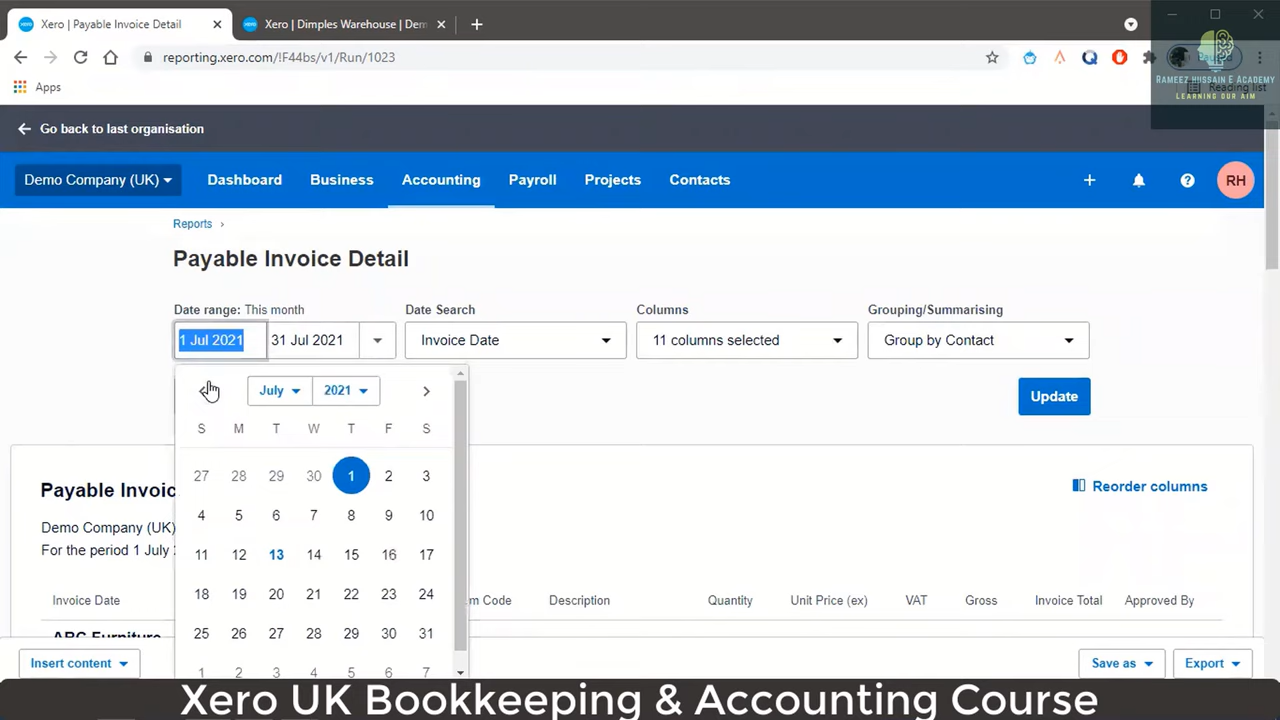 Xero | Payable Invoice Detail
Xero | Dimples Warehouse | Dem
reporting.xero.com/!F44bs/v1/Run/1023
Paused
Apps
Reading list
RAMEEZ HUSSAIN E ACADEMY
LEARNING OUR AIM
Go back to last organisation
Demo Company (UK)
Dashboard
Business
Accounting
Payroll
Projects
Contacts
RH
Reports
Payable Invoice Detail
Date range: This month
Date Search
Columns
Grouping/Summarising
1 Jul 2021
31 Jul 2021
Invoice Date
11 columns selected
Group by Contact
July
2021
Update
S M T W T F S
27 28 29 30 1 2 3
4 5 6 7 8 9 10
11 12 13 14 15 16 17
18 19 20 21 22 23 24
25 26 27 28 29 30 31
1 2 3 4 5 6 7
Payable Invoic
Reorder columns
Demo Company (UK)
For the period 1 July
Invoice Date
m Code
Description
Quantity
Unit Price (ex)
VAT
Gross
Invoice Total
Approved By
ABC Furniture
Insert content
Save as
Export
Xero UK Bookkeeping & Accounting Course